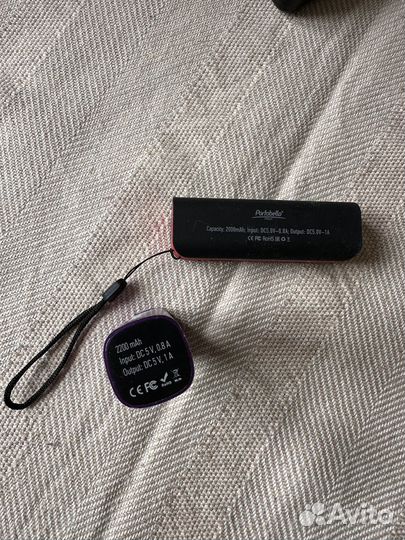 Portobello
Capacity: 2000mAh; Input: DC5.0V-0.8A; Output: DC5.0V-1A
CE FC RoHS
2200 mAh
Input: DC 5 V, 0.8 A
Output: DC 5 V, 1 A
CE FC
Avito